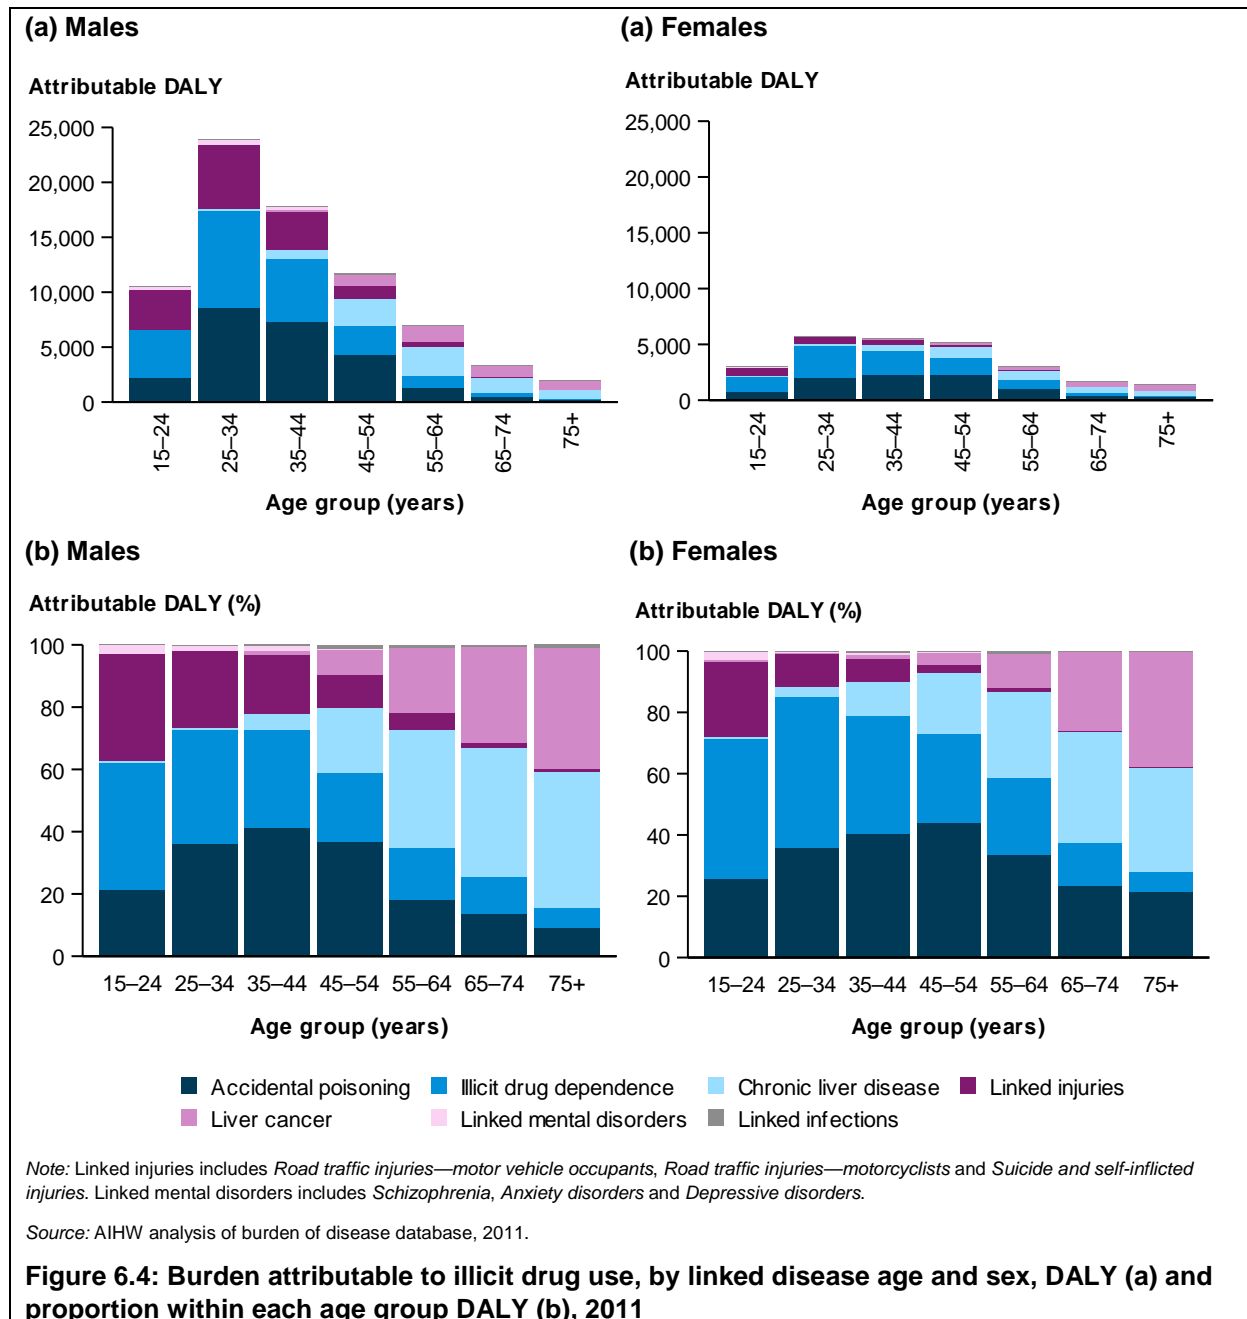 (a) Males
(a) Females
Attributable DALY
Attributable DALY
25,000
20,000
15,000
10,000
5,000
0
15–24
25–34
35–44
45–54
55–64
65–74
75+
Age group (years)
25,000
20,000
15,000
10,000
5,000
0
15–24
25–34
35–44
45–54
55–64
65–74
75+
Age group (years)
(b) Males
(b) Females
Attributable DALY (%)
Attributable DALY (%)
100
80
60
40
20
0
15–24 25–34 35–44 45–54 55–64 65–74 75+
Age group (years)
100
80
60
40
20
0
15–24 25–34 35–44 45–54 55–64 65–74 75+
Age group (years)
Accidental poisoning Illicit drug dependence Chronic liver disease Linked injuries
Liver cancer Linked mental disorders Linked infections
Note: Linked injuries includes Road traffic injuries—motor vehicle occupants, Road traffic injuries—motorcyclists and Suicide and self-inflicted
injuries. Linked mental disorders includes Schizophrenia, Anxiety disorders and Depressive disorders.
Source: AIHW analysis of burden of disease database, 2011.
Figure 6.4: Burden attributable to illicit drug use, by linked disease age and sex, DALY (a) and
proportion within each age group DALY (b), 2011